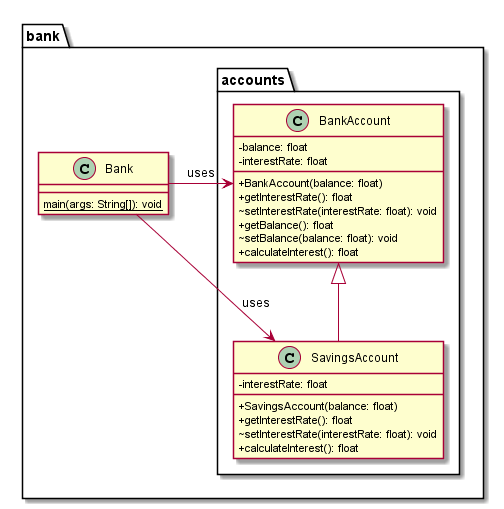 bank
accounts
C BankAccount
-balance: float
-interestRate: float
+BankAccount(balance: float)
+getInterestRate(): float
~setInterestRate(interestRate: float): void
+getBalance(): float
~setBalance(balance: float): void
+calculateInterest(): float
C Bank
main(args: String[]): void
uses
uses
C SavingsAccount
-interestRate: float
+SavingsAccount(balance: float)
+getInterestRate(): float
~setInterestRate(interestRate: float): void
+calculateInterest(): float